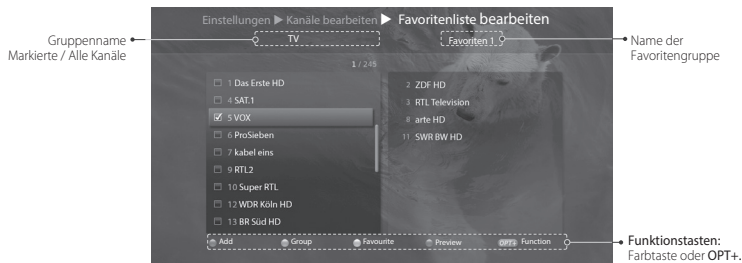 Einstellungen ▶ Kanäle bearbeiten ▶ Favoritenliste bearbeiten
Gruppenname
Markierte / Alle Kanäle
TV
Favoriten 1
Name der
Favoritengruppe
1 / 245
1 Das Erste HD
4 SAT.1
5 VOX
6 ProSieben
7 kabel eins
9 RTL2
10 Super RTL
12 WDR Köln HD
13 BR Süd HD
2 ZDF HD
3 RTL Television
8 arte HD
11 SWR BW HD
Add Group Favourite Preview OPT+ Function
Funktionstasten:
Farbtaste oder OPT+.